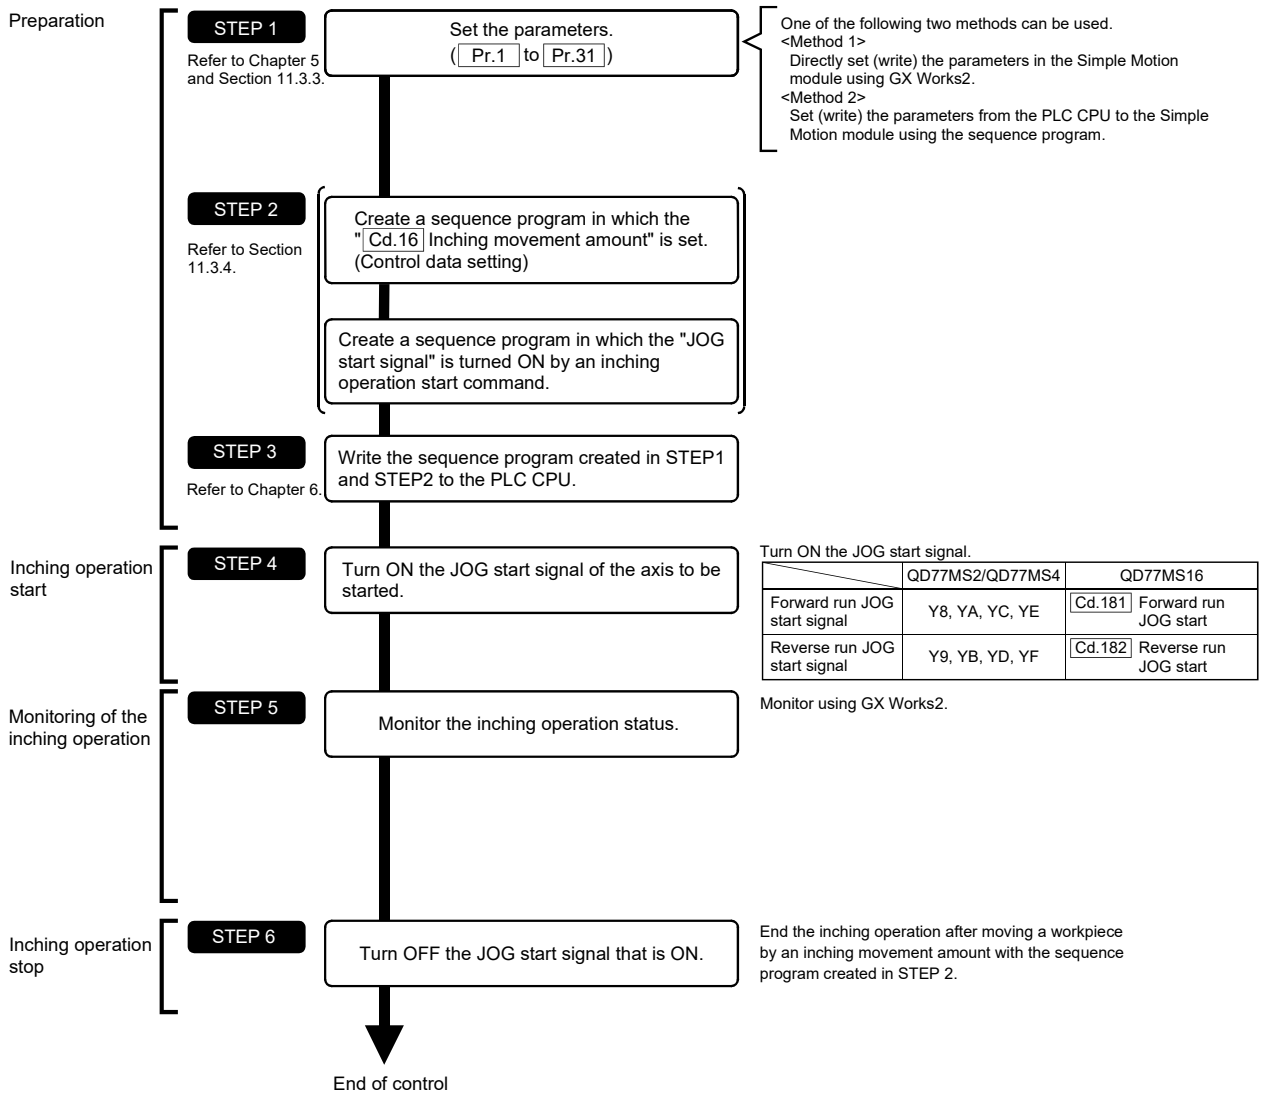 Preparation
STEP 1
Refer to Chapter 5
and Section 11.3.3.
Set the parameters.
( Pr.1 to Pr.31 )
One of the following two methods can be used.
<Method 1>
Directly set (write) the parameters in the Simple Motion
module using GX Works2.
<Method 2>
Set (write) the parameters from the PLC CPU to the Simple
Motion module using the sequence program.
STEP 2
Refer to Section
11.3.4.
Create a sequence program in which the
" Cd.16 Inching movement amount" is set.
(Control data setting)
Create a sequence program in which the "JOG
start signal" is turned ON by an inching
operation start command.
STEP 3
Refer to Chapter 6.
Write the sequence program created in STEP1
and STEP2 to the PLC CPU.
Inching operation
start
STEP 4
Turn ON the JOG start signal of the axis to be
started.
Turn ON the JOG start signal.
QD77MS2/QD77MS4 QD77MS16
Forward run JOG
start signal
Y8, YA, YC, YE
Cd.181 Forward run
JOG start
Reverse run JOG
start signal
Y9, YB, YD, YF
Cd.182 Reverse run
JOG start
Monitoring of the
inching operation
STEP 5
Monitor the inching operation status.
Monitor using GX Works2.
Inching operation
stop
STEP 6
Turn OFF the JOG start signal that is ON.
End the inching operation after moving a workpiece
by an inching movement amount with the sequence
program created in STEP 2.
End of control